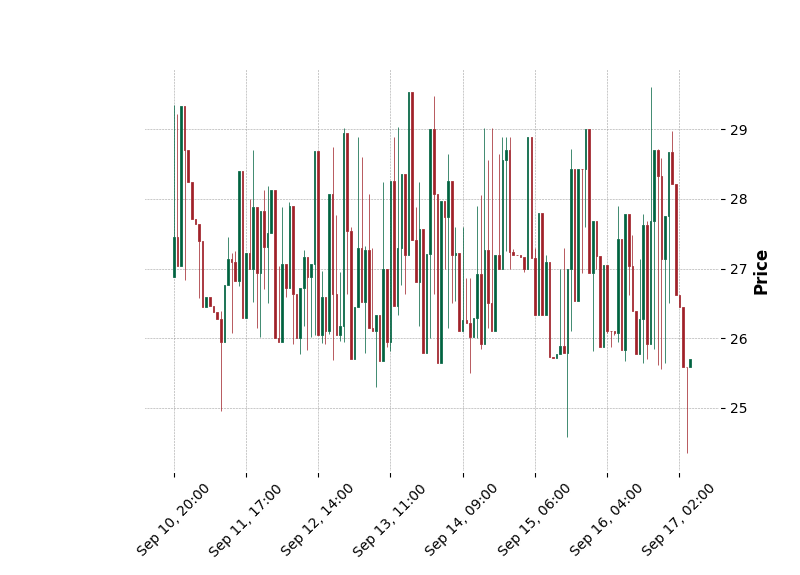 29
28
27
26
25
Price
Sep 10, 20:00
Sep 11, 17:00
Sep 12, 14:00
Sep 13, 11:00
Sep 14, 09:00
Sep 15, 06:00
Sep 16, 04:00
Sep 17, 02:00